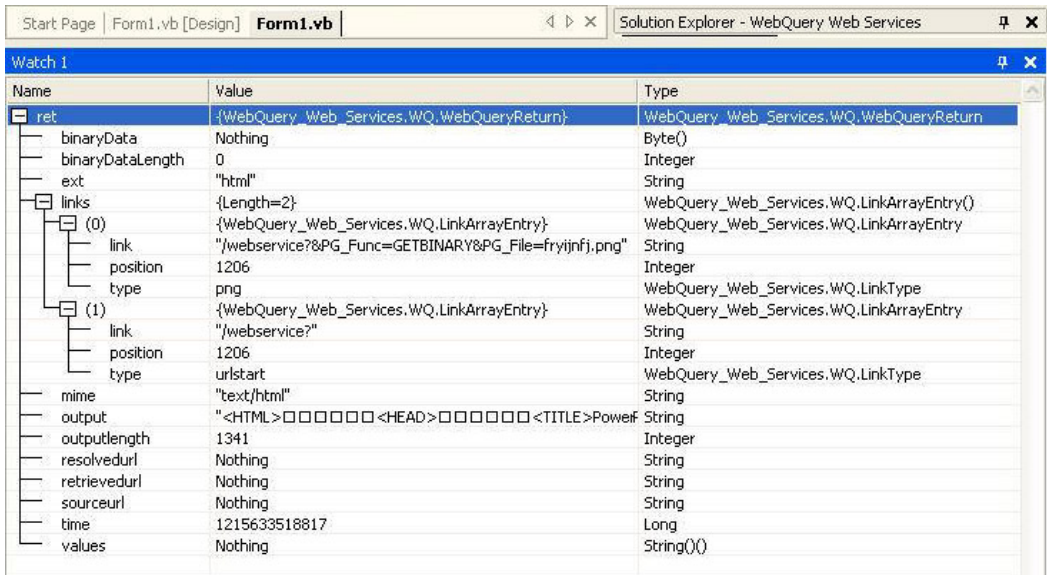 Start Page Form1.vb [Design] Form1.vb Solution Explorer - WebQuery Web Services
Watch 1
Name Value Type
ret {WebQuery_Web_Services.WQ.WebQueryReturn} WebQuery_Web_Services.WQ.WebQueryReturn
binaryData Nothing Byte()
binaryDataLength 0 Integer
ext "html" String
links {Length=2} WebQuery_Web_Services.WQ.LinkArrayEntry()
(0) {WebQuery_Web_Services.WQ.LinkArrayEntry} WebQuery_Web_Services.WQ.LinkArrayEntry
link "/webservice?&PG_Func=GETBINARY&PG_File=fryijnfj.png" String
position 1206 Integer
type png WebQuery_Web_Services.WQ.LinkType
(1) {WebQuery_Web_Services.WQ.LinkArrayEntry} WebQuery_Web_Services.WQ.LinkArrayEntry
link "/webservice?" String
position 1206 Integer
type urlstart WebQuery_Web_Services.WQ.LinkType
mime "text/html" String
output "<HTML>□□□□□□<HEAD>□□□□□□<TITLE>PowerF String
outputlength 1341 Integer
resolvedurl Nothing String
retrievedurl Nothing String
sourceurl Nothing String
time 1215633518817 Long
values Nothing String()()